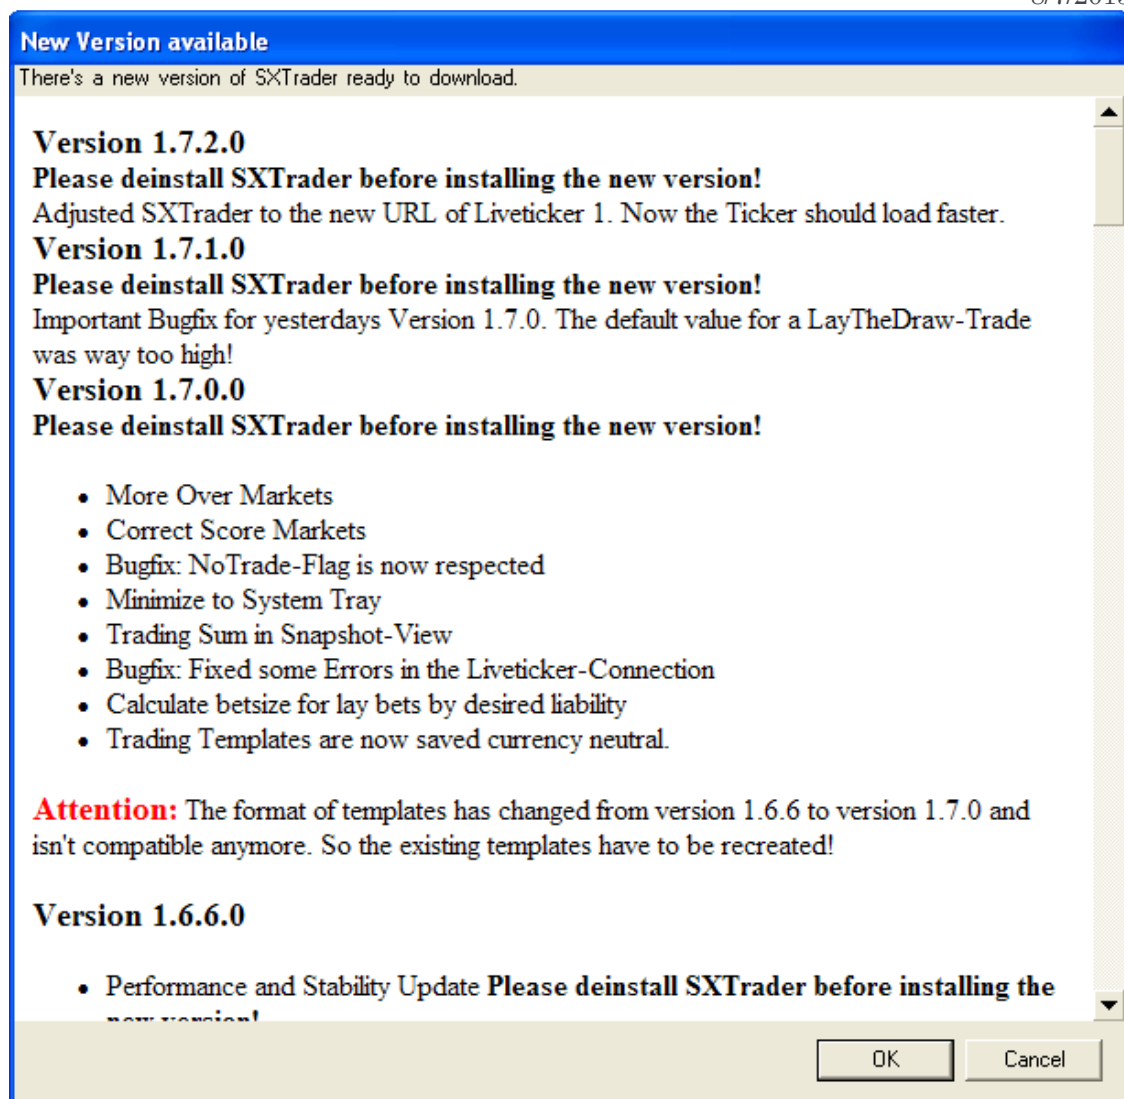 New Version available
There's a new version of SXTrader ready to download.
Version 1.7.2.0
Please deinstall SXTrader before installing the new version!
Adjusted SXTrader to the new URL of Liveticker 1. Now the Ticker should load faster.
Version 1.7.1.0
Please deinstall SXTrader before installing the new version!
Important Bugfix for yesterdays Version 1.7.0. The default value for a LayTheDraw-Trade
was way too high!
Version 1.7.0.0
Please deinstall SXTrader before installing the new version!
• More Over Markets
• Correct Score Markets
• Bugfix: NoTrade-Flag is now respected
• Minimize to System Tray
• Trading Sum in Snapshot-View
• Bugfix: Fixed some Errors in the Liveticker-Connection
• Calculate betsize for lay bets by desired liability
• Trading Templates are now saved currency neutral.
Attention: The format of templates has changed from version 1.6.6 to version 1.7.0 and
isn't compatible anymore. So the existing templates have to be recreated!
Version 1.6.6.0
• Performance and Stability Update Please deinstall SXTrader before installing the
new version!
OK
Cancel